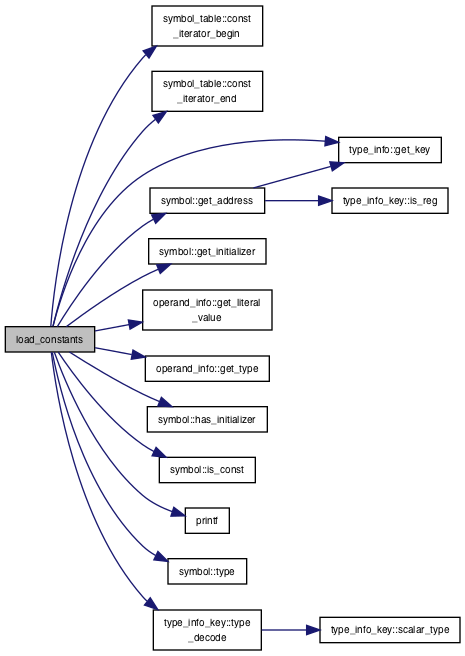 symbol_table::const
_iterator_begin
symbol_table::const
_iterator_end
type_info::get_key
symbol::get_address
type_info_key::is_reg
symbol::get_initializer
operand_info::get_literal
_value
load_constants
operand_info::get_type
symbol::has_initializer
symbol::is_const
printf
symbol::type
type_info_key::type
_decode
type_info_key::scalar_type